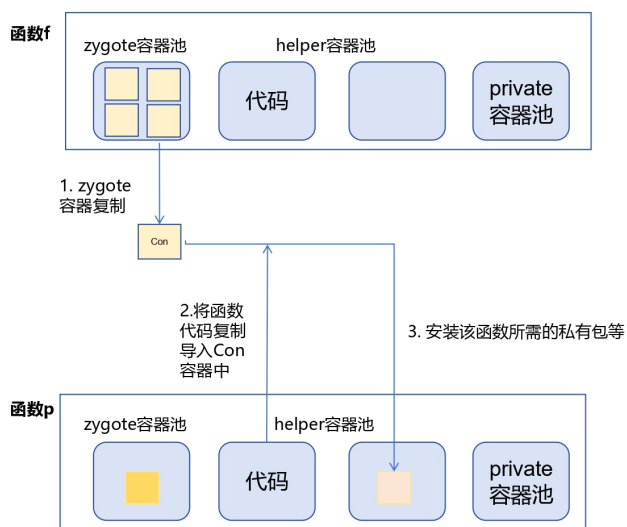 函数f
zygote容器池
helper容器池
代码
private
容器池
1. zygote
容器复制
Con
2.将函数
代码复制
导入Con
容器中
3. 安装该函数所需的私有包等
函数p
zygote容器池
helper容器池
代码
private
容器池